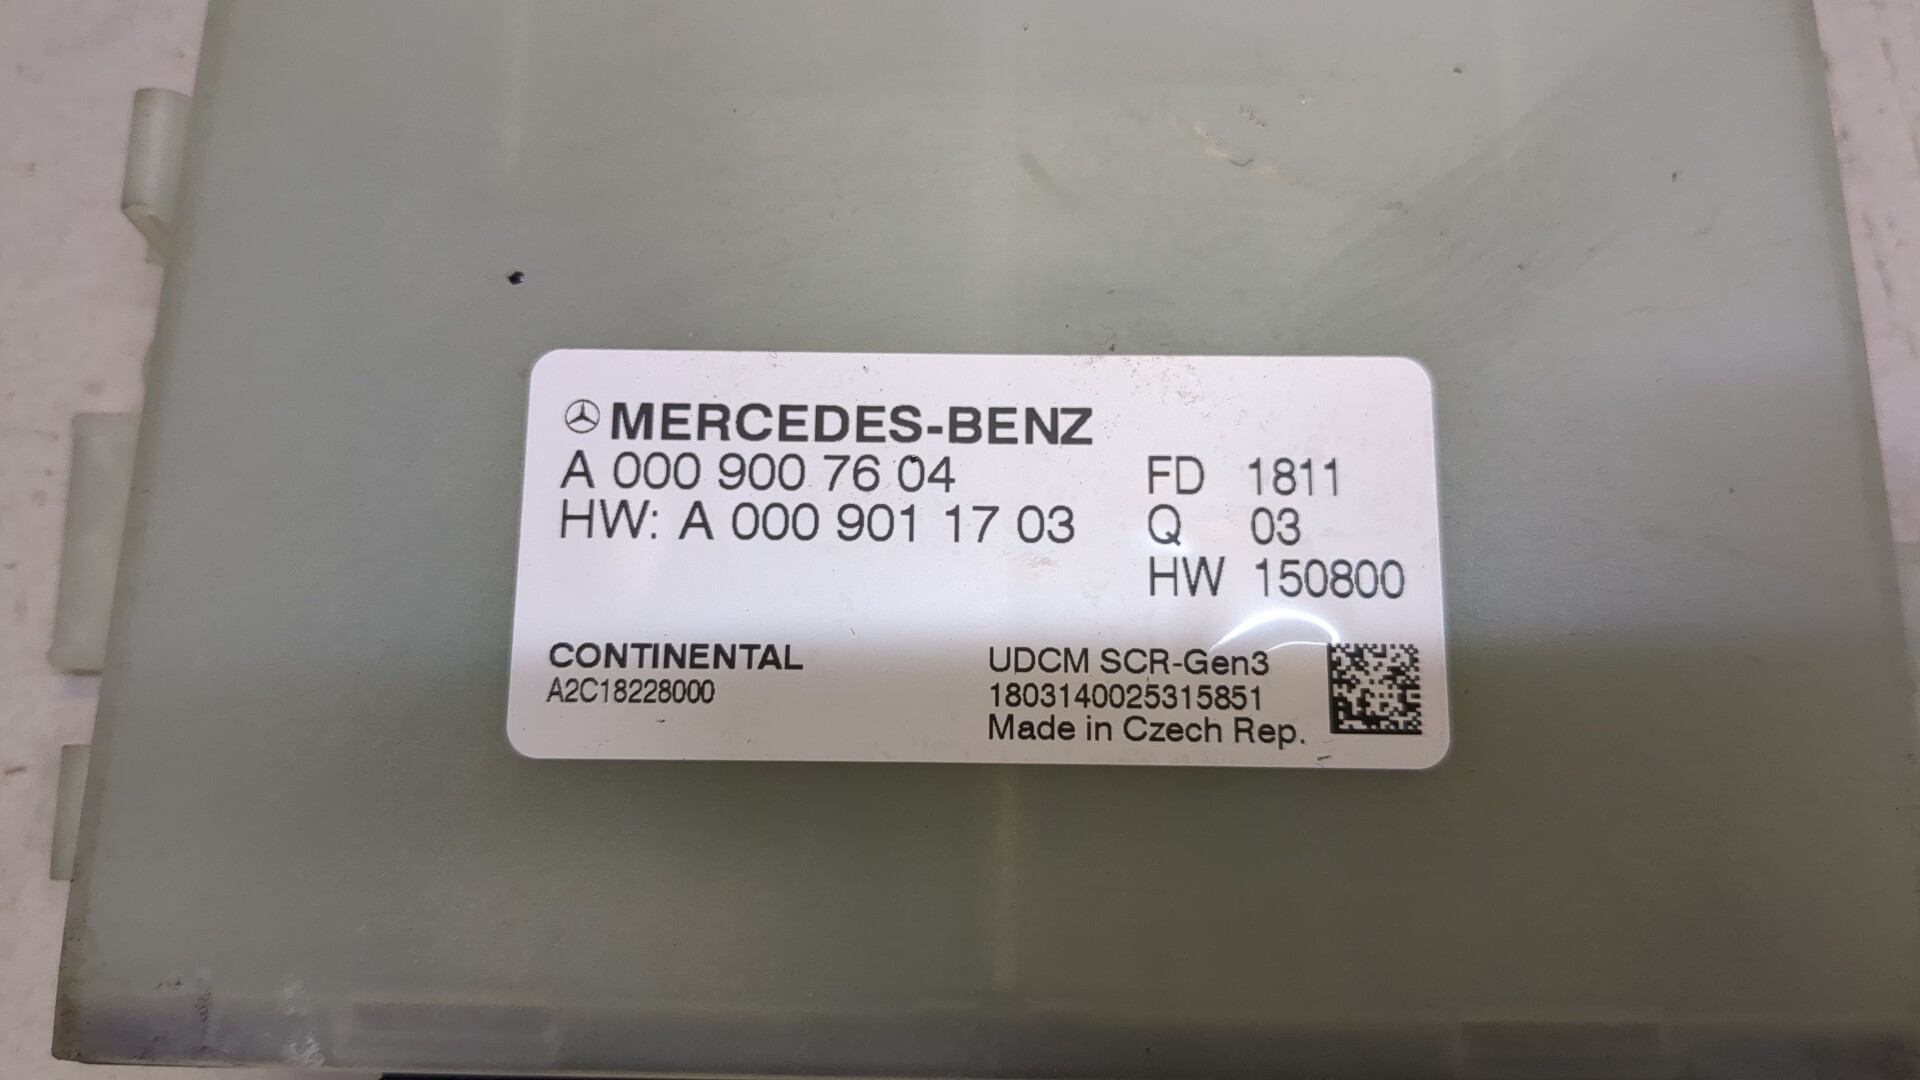 MERCEDES-BENZ
A 000 900 76 04
HW: A 000 901 17 03
FD 1811
Q 03
HW 150800
CONTINENTAL
A2C18228000
UDCM SCR-Gen3
1803140025315851
Made in Czech Rep.